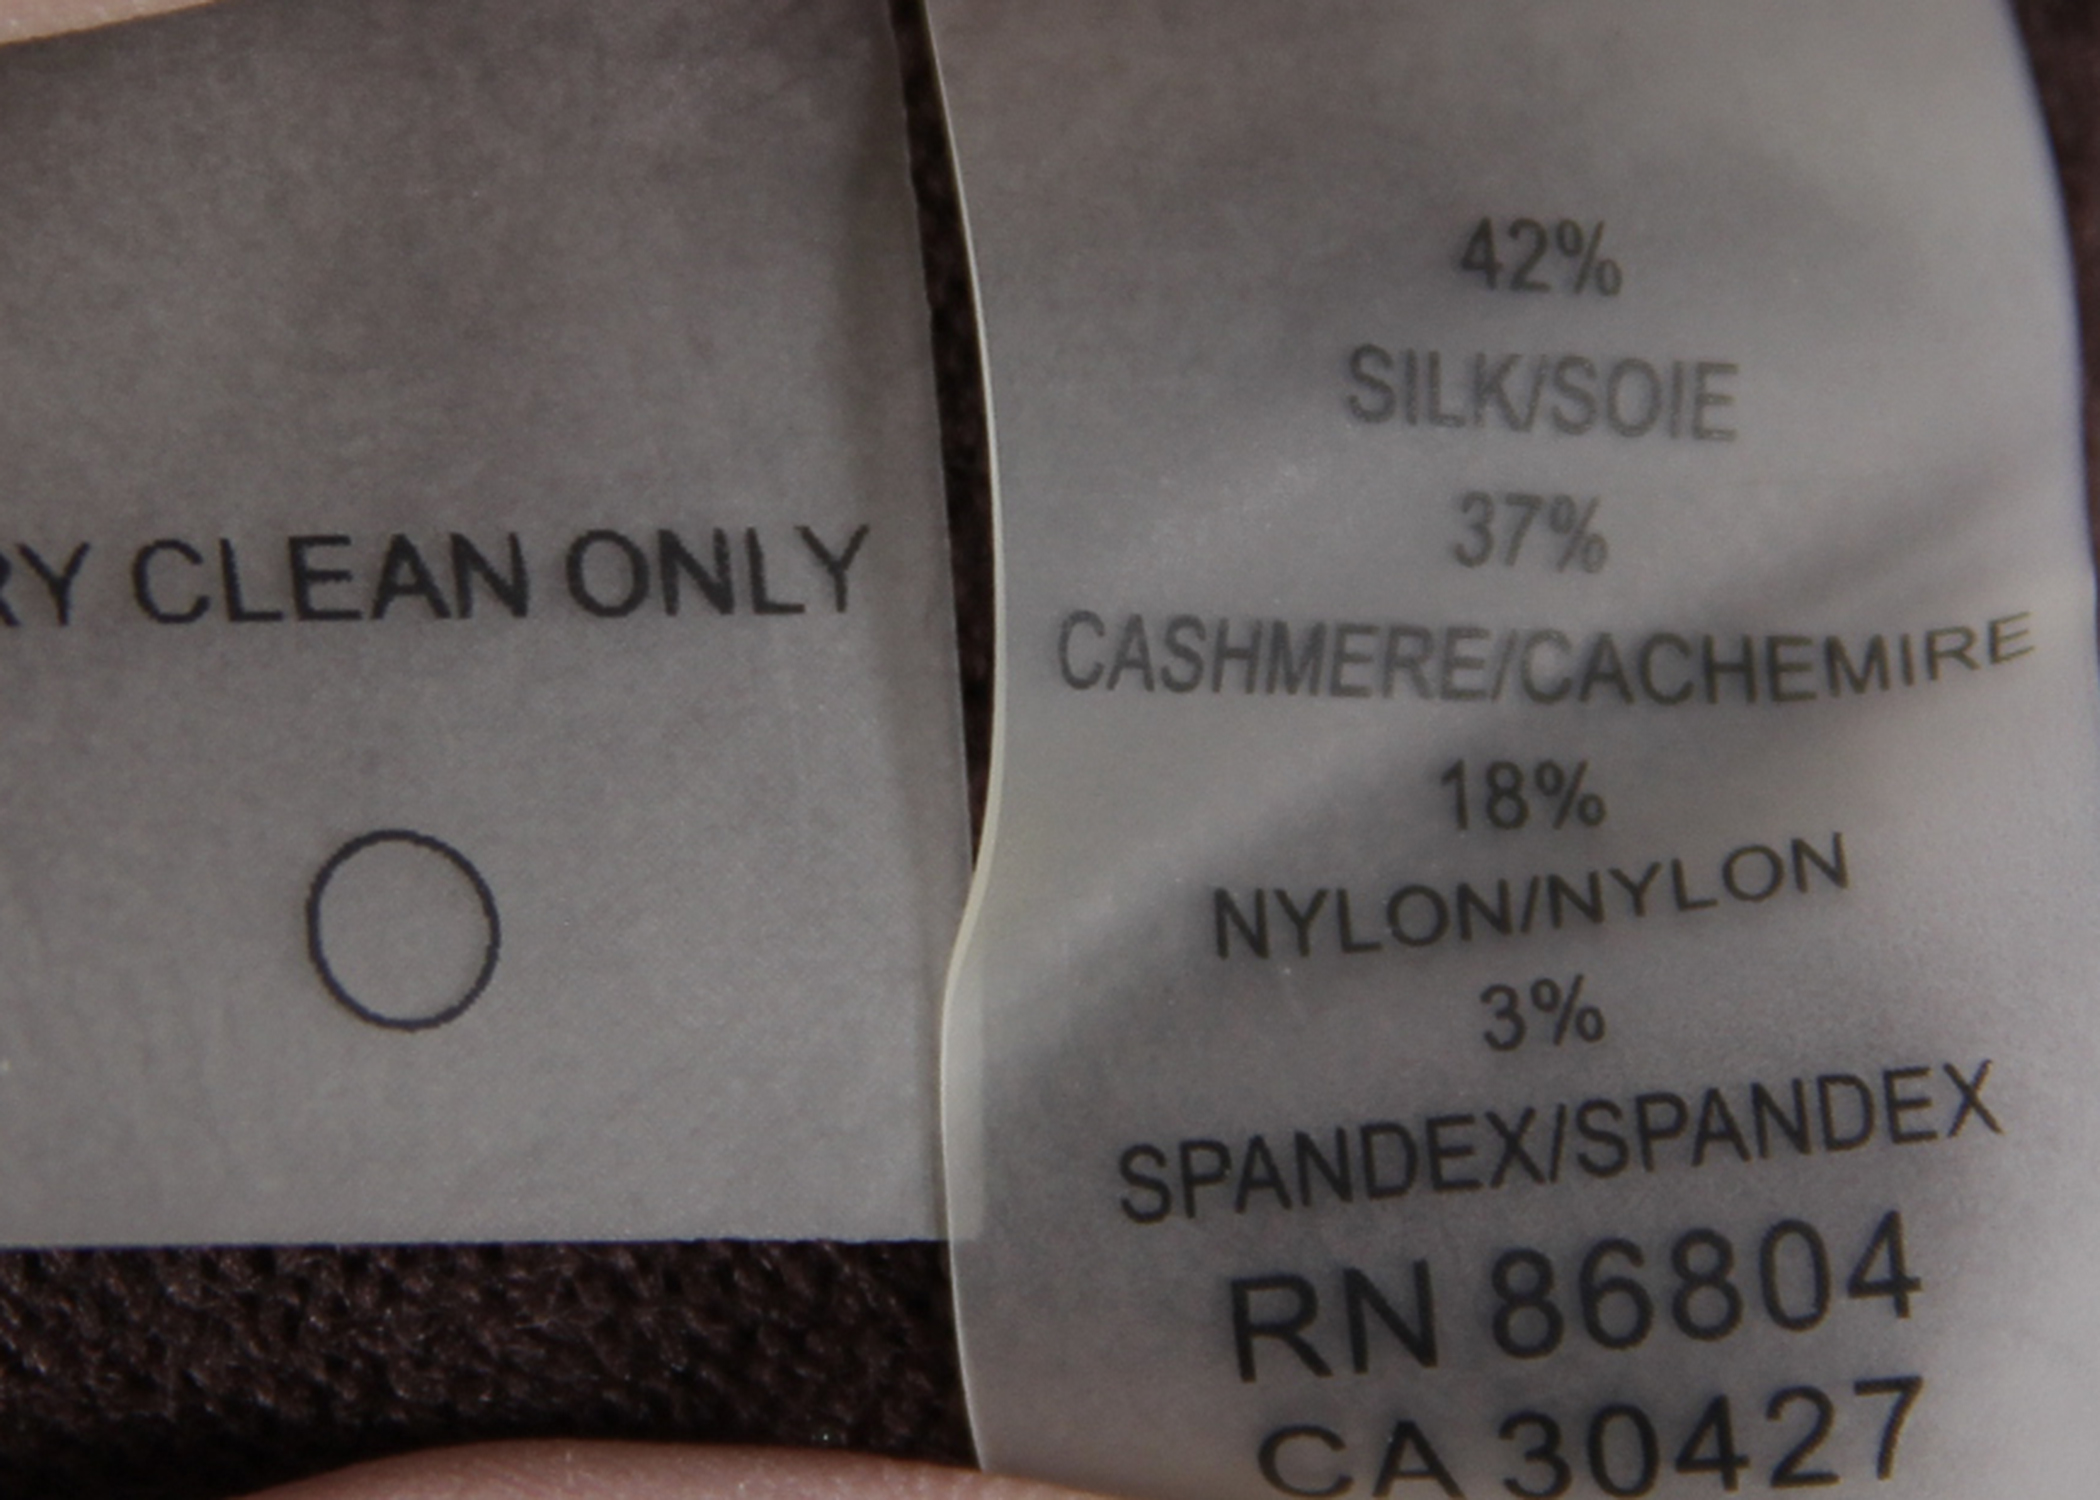 RY CLEAN ONLY
42%
SILK/SOIE
37%
CASHMERE/CACHEMIRE
18%
NYLON/NYLON
3%
SPANDEX/SPANDEX
RN 86804
CA 30427